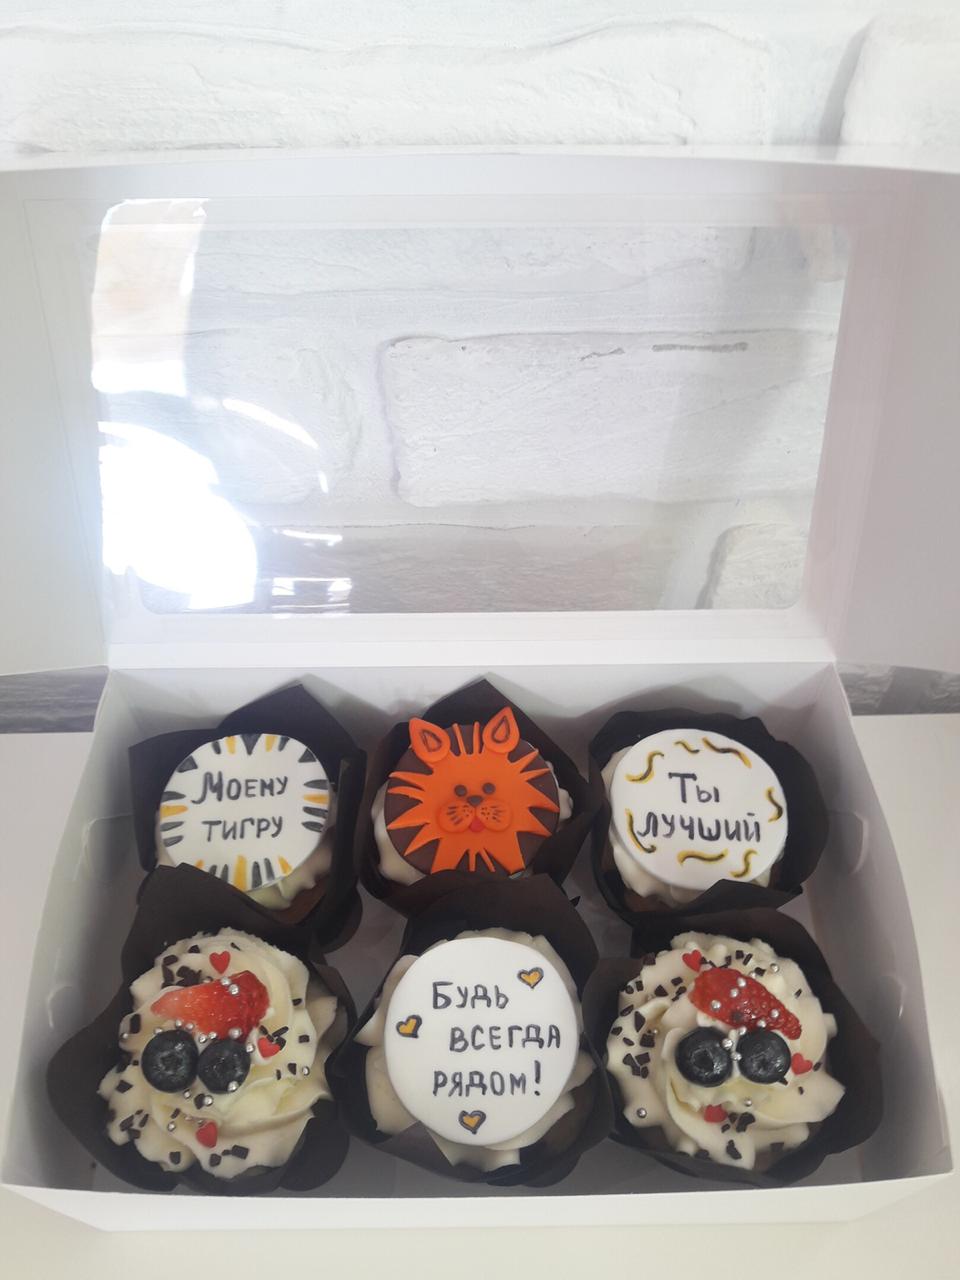 Моему
тигру
Ты
лучший
Будь
всегда
рядом!